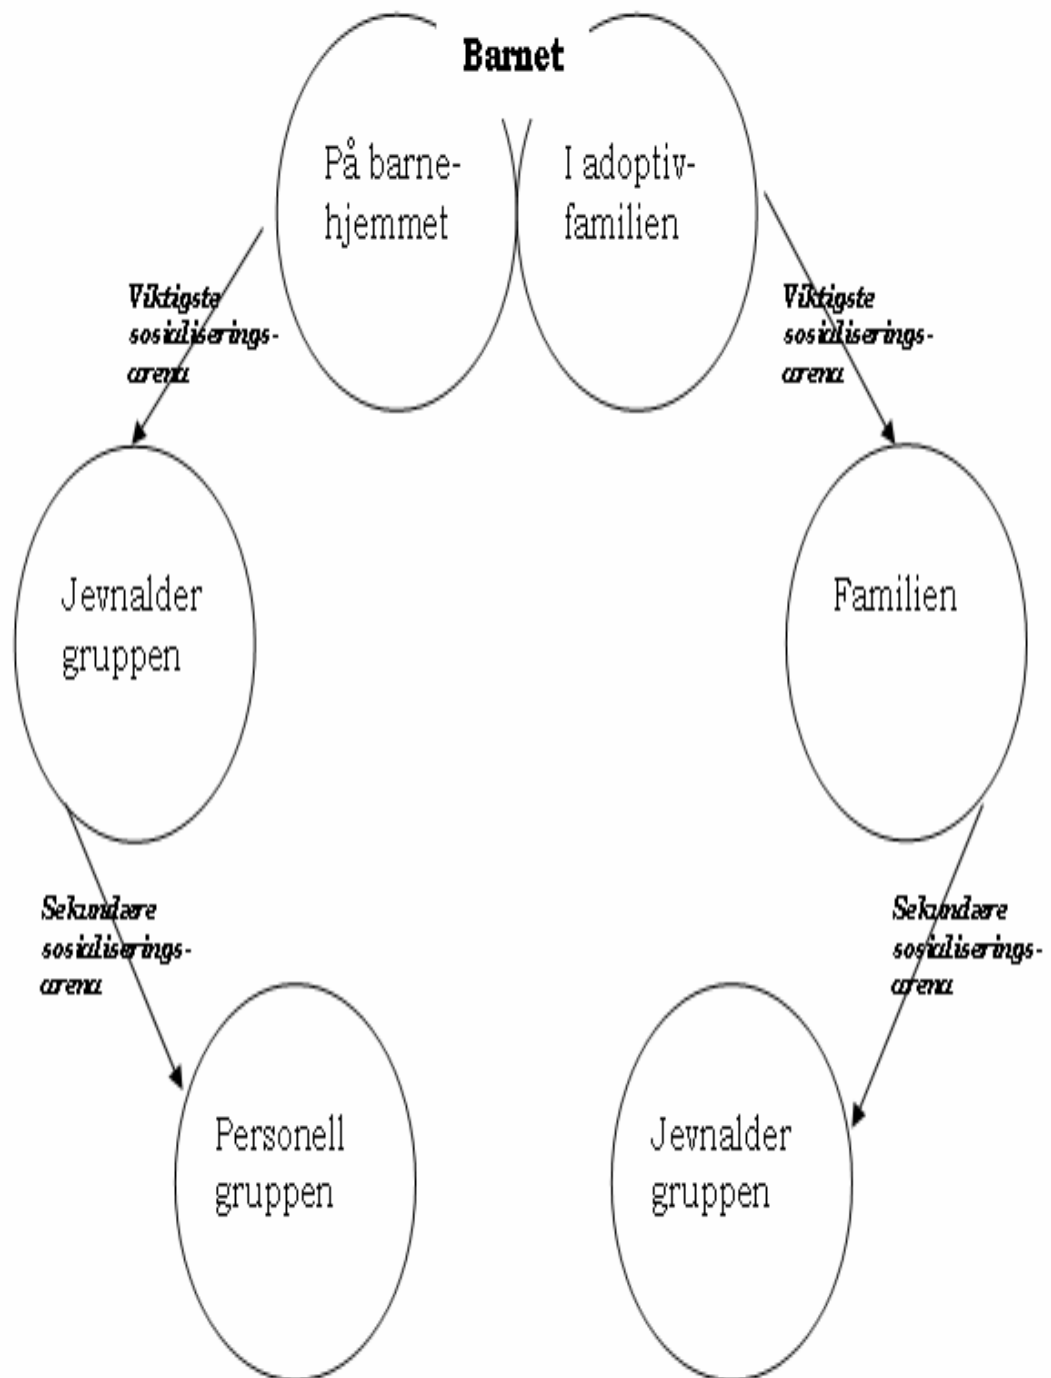 Barnet
På barne-
hjemmet
I adoptiv-
familien
Viktigste
sosialiserings-
arena
Viktigste
sosialiserings-
arena
Jevnalder
gruppen
Familien
Sekundære
sosialiserings-
arena
Sekundære
sosialiserings-
arena
Personell
gruppen
Jevnalder
gruppen